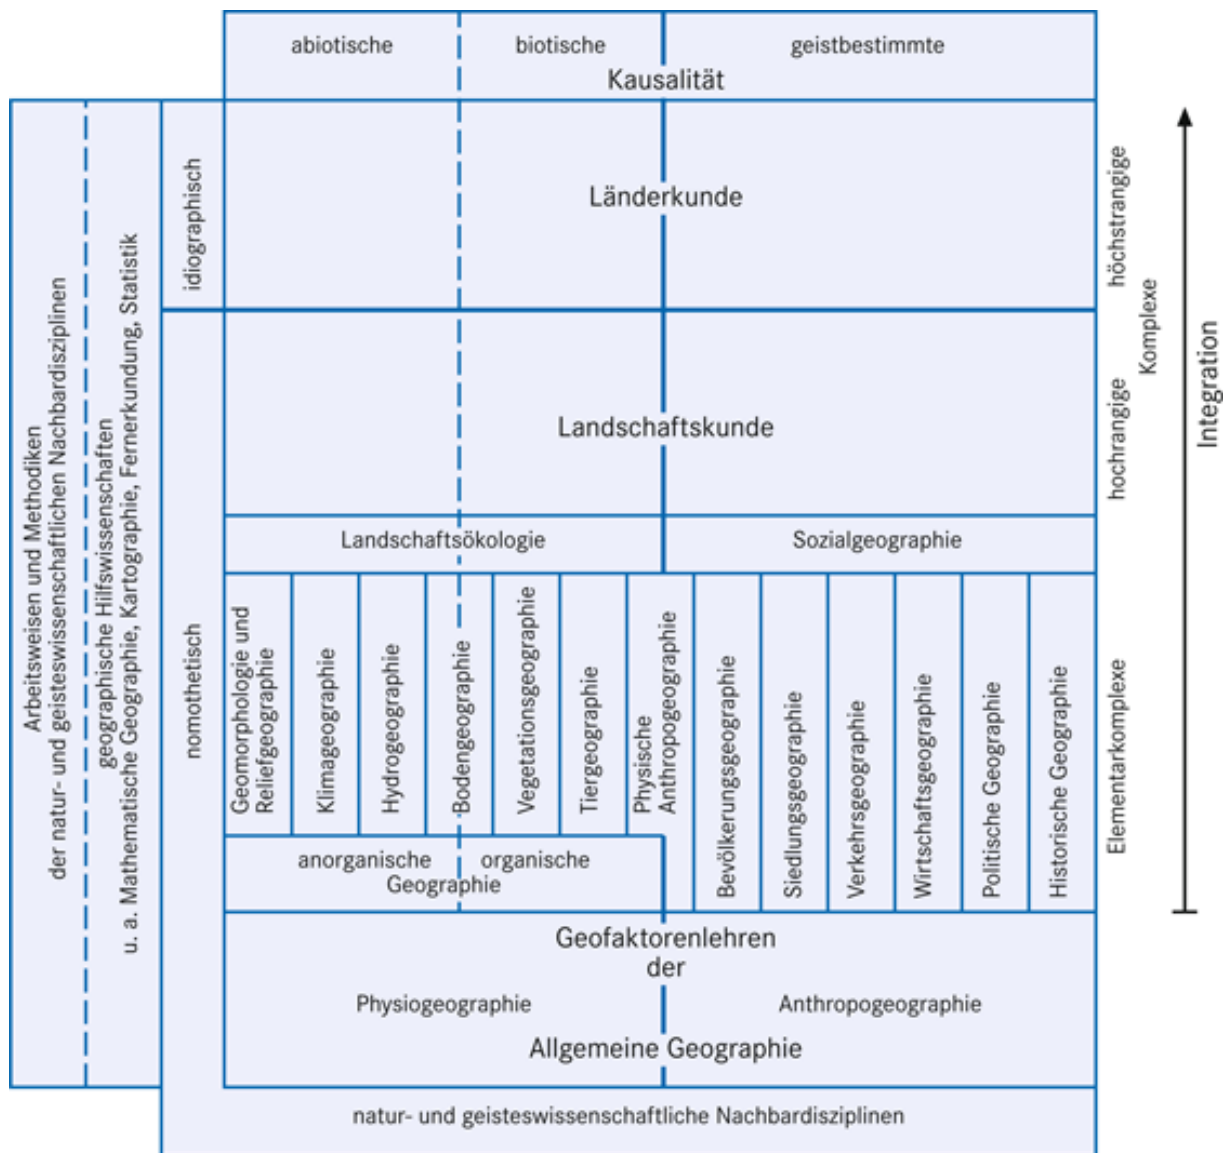 abiotische
biotische
geistbestimmte
Kausalität
Arbeitsweisen und Methodiken
der natur- und geisteswissenschaftlichen Nachbardisziplinen
geographische Hilfswissenschaften
u. a. Mathematische Geographie, Kartographie, Fernerkundung, Statistik
idiographisch
nomothetisch
Länderkunde
Landschaftskunde
Landschaftsökologie
Sozialgeographie
Geomorphologie und
Reliefgeographie
Klimageographie
Hydrogeographie
Bodengeographie
Vegetationsgeographie
Tiergeographie
Physische
Anthropogeographie
Bevölkerungsgeographie
Siedlungsgeographie
Verkehrsgeographie
Wirtschaftsgeographie
Politische Geographie
Historische Geographie
anorganische
organische
Geographie
Geofaktorenlehren
der
Physiogeographie
Anthropogeographie
Allgemeine Geographie
natur- und geisteswissenschaftliche Nachbardisziplinen
höchstrangige
hochrangige
Komplexe
Elementarkomplexe
Integration